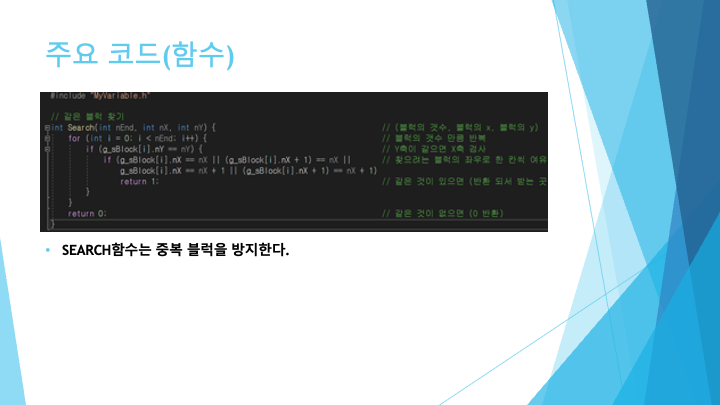 주요 코드(함수)
#include "MyVariable.h"
// 같은 블럭 찾기
int Search(int nEnd, int nX, int nY) { // (블럭의 갯수, 블럭의 x, 블럭의 y)
for (int i = 0; i < nEnd; i++) { // 블럭의 갯수 만큼 반복
if (g_sBlock[i].nY == nY) { // Y축이 같으면 X축 검사
if (g_sBlock[i].nX == nX || (g_sBlock[i].nX + 1) == nX || // 찾으려는 블럭의 좌우로 한 칸씩 여유
g_sBlock[i].nX == nX + 1 || (g_sBlock[i].nX + 1) == nX + 1)
return 1; // 같은 것이 있으면 (반환 되서 받는 곳
}
}
return 0; // 같은 것이 없으면 (0 반환)
}
• SEARCH함수는 중복 블럭을 방지한다.